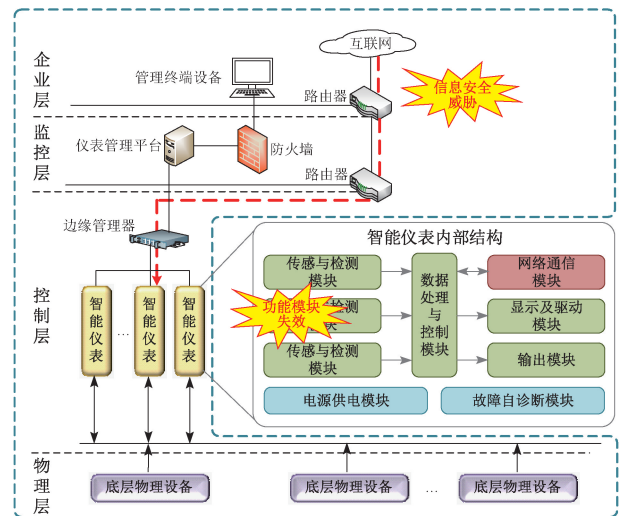 互联网
企业层
管理终端设备
路由器
信息安全
威胁
监控层
仪表管理平台
防火墙
路由器
边缘管理器
控制层
智能仪表
…
智能仪表
智能仪表
智能仪表内部结构
传感与检测
模块
传感与检测
模块
传感与检测
模块
功能模块
失效
数据
处理
与
控制
模块
网络通信
模块
显示及驱动
模块
输出模块
电源供电模块
故障自诊断模块
物理层
底层物理设备
底层物理设备
…
底层物理设备